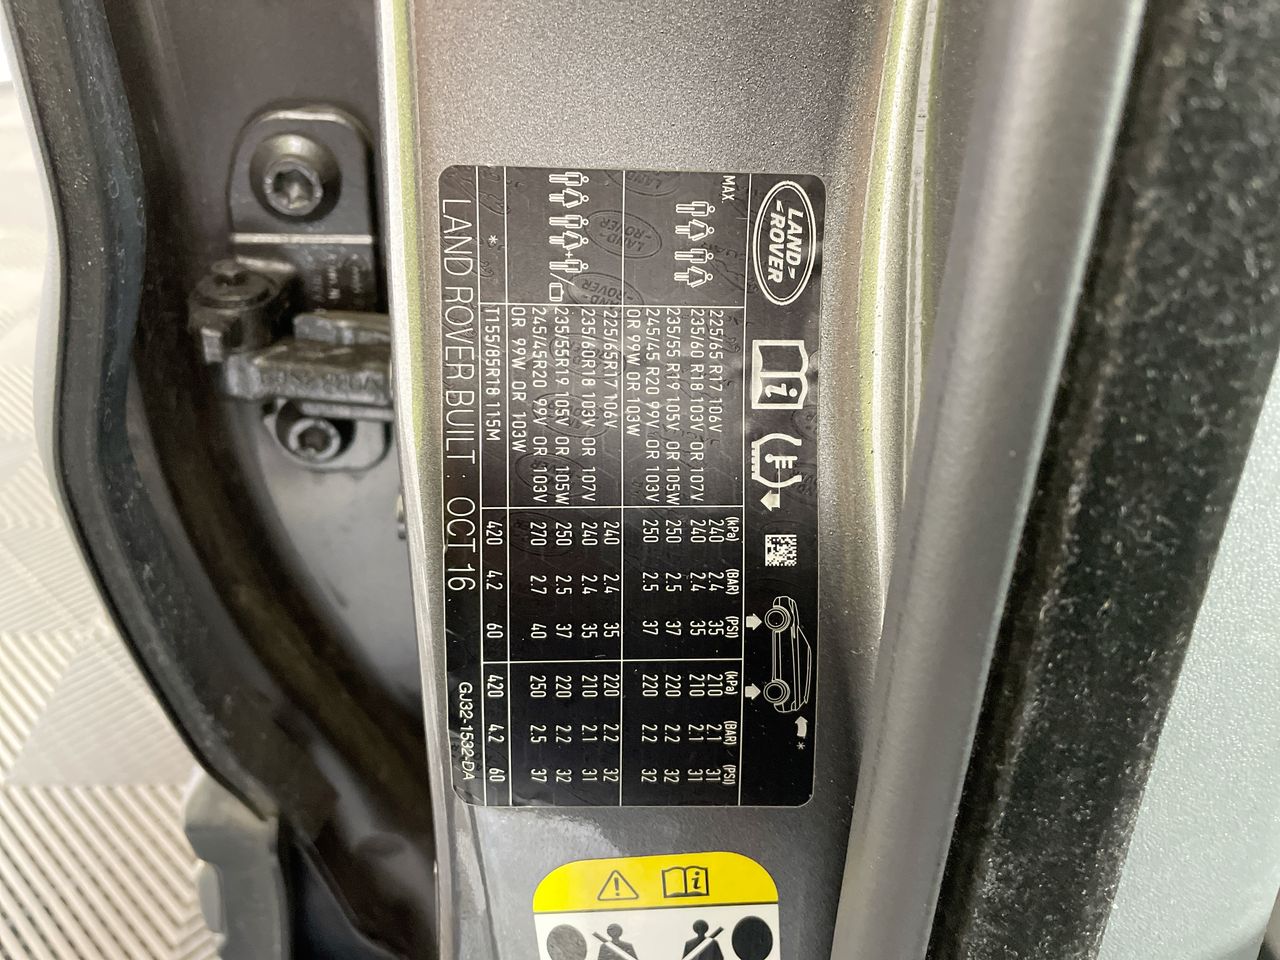 LAND-
-ROVER
(kPa) (BAR) (PSI) (kPa) (BAR) (PSI)
MAX
225/65 R17 106V 240 2.4 35 210 2.1 31
235/60 R18 103V OR 107V 240 2.4 35 210 2.1 31
235/55 R19 105V OR 105W 250 2.5 37 220 2.2 32
245/45 R20 99V OR 103V 250 2.5 37 220 2.2 32
OR 99W OR 103W
225/65R17 106V 240 2.4 35 220 2.2 32
235/60R18 103V OR 107V 240 2.4 35 210 2.1 31
235/55R19 105V OR 105W 250 2.5 37 220 2.2 32
245/45R20 99V OR 103V 270 2.7 40 250 2.5 37
OR 99W OR 103W
* T155/85R18 115M 420 4.2 60 420 4.2 60
LAND ROVER BUILT : OCT 16 GJ32-1532-DA